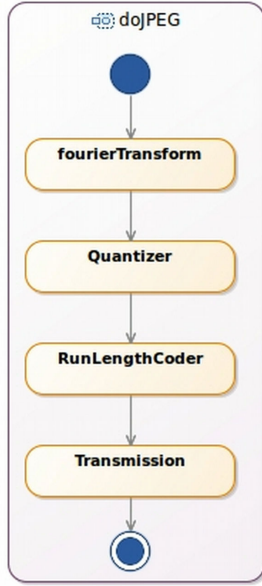 doJPEG
fourierTransform
Quantizer
RunLengthCoder
Transmission